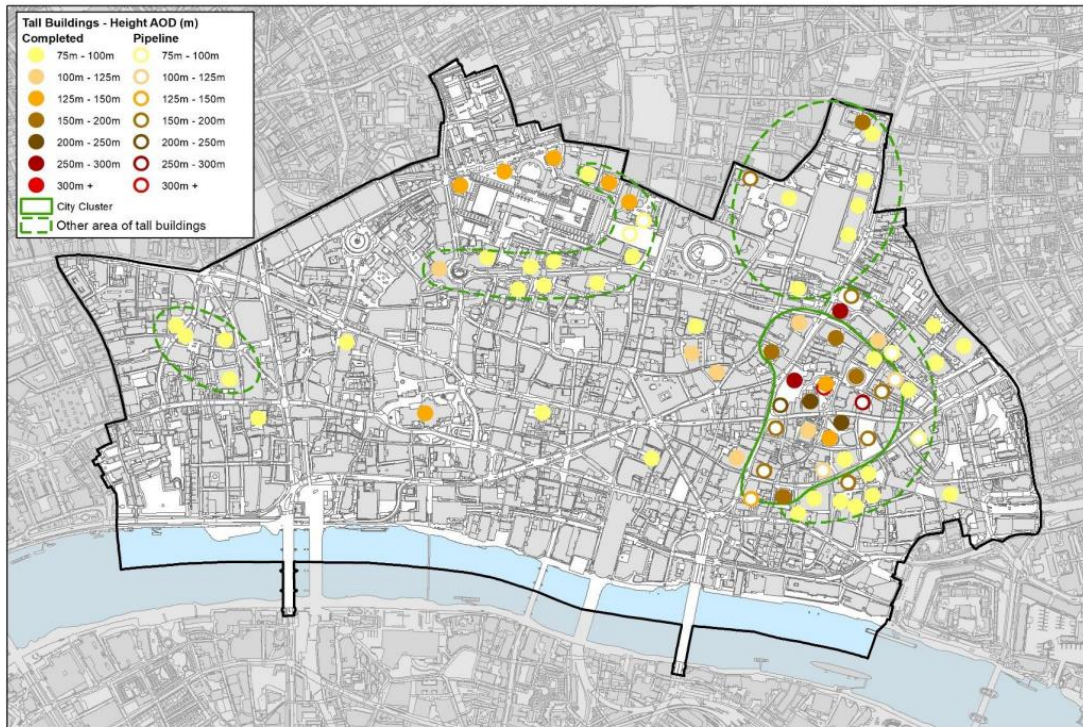 Tall Buildings - Height AOD (m)
Completed Pipeline
75m - 100m 75m - 100m
100m - 125m 100m - 125m
125m - 150m 125m - 150m
150m - 200m 150m - 200m
200m - 250m 200m - 250m
250m - 300m 250m - 300m
300m + 300m +
City Cluster
Other area of tall buildings